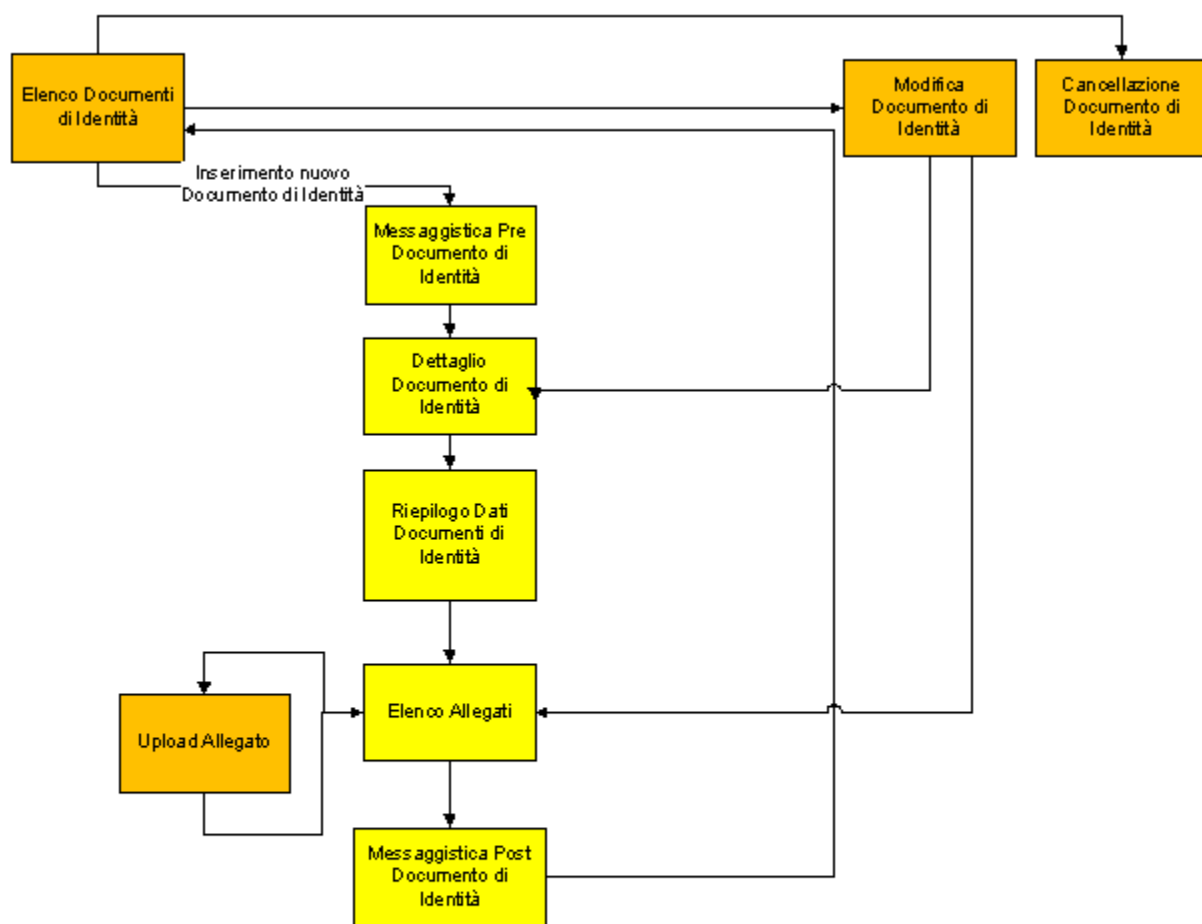 Elenco Documenti
di Identità
Modifica
Documento di
Identità
Cancellazione
Documento di
Identità
Inserimento nuovo
Documento di Identità
Messaggistica Pre
Documento di
Identità
Dettaglio
Documento di
Identità
Riepilogo Dati
Documenti di
Identità
Elenco Allegati
Upload Allegato
Messaggistica Post
Documento di
Identità